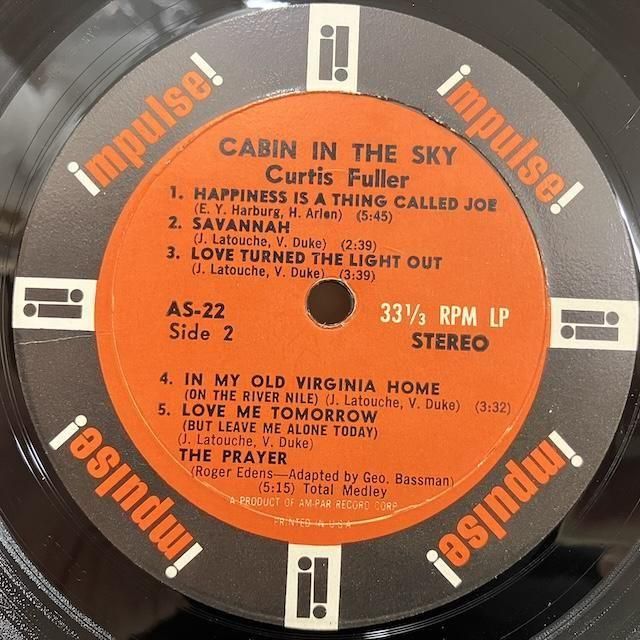 impulse!
impulse!
CABIN IN THE SKY
Curtis Fuller
1. HAPPINESS IS A THING CALLED JOE
(E. Y. Harburg, H. Arlen) (5:45)
2. SAVANNAH
(J. Latouche, V. Duke) (2:39)
3. LOVE TURNED THE LIGHT OUT
(J. Latouche, V. Duke) (3:39)
AS-22 33⅓ RPM LP
Side 2 STEREO
4. IN MY OLD VIRGINIA HOME
(ON THE RIVER NILE) (J. Latouche, V. Duke) (3:32)
5. LOVE ME TOMORROW
(BUT LEAVE ME ALONE TODAY)
(J. Latouche, V. Duke)
THE PRAYER
(Roger Edens—Adapted by Geo. Bassman)
(5:15) Total Medley
A PRODUCT OF AM-PAR RECORD CORP.
PRINTED IN U.S.A.
impulse!
impulse!